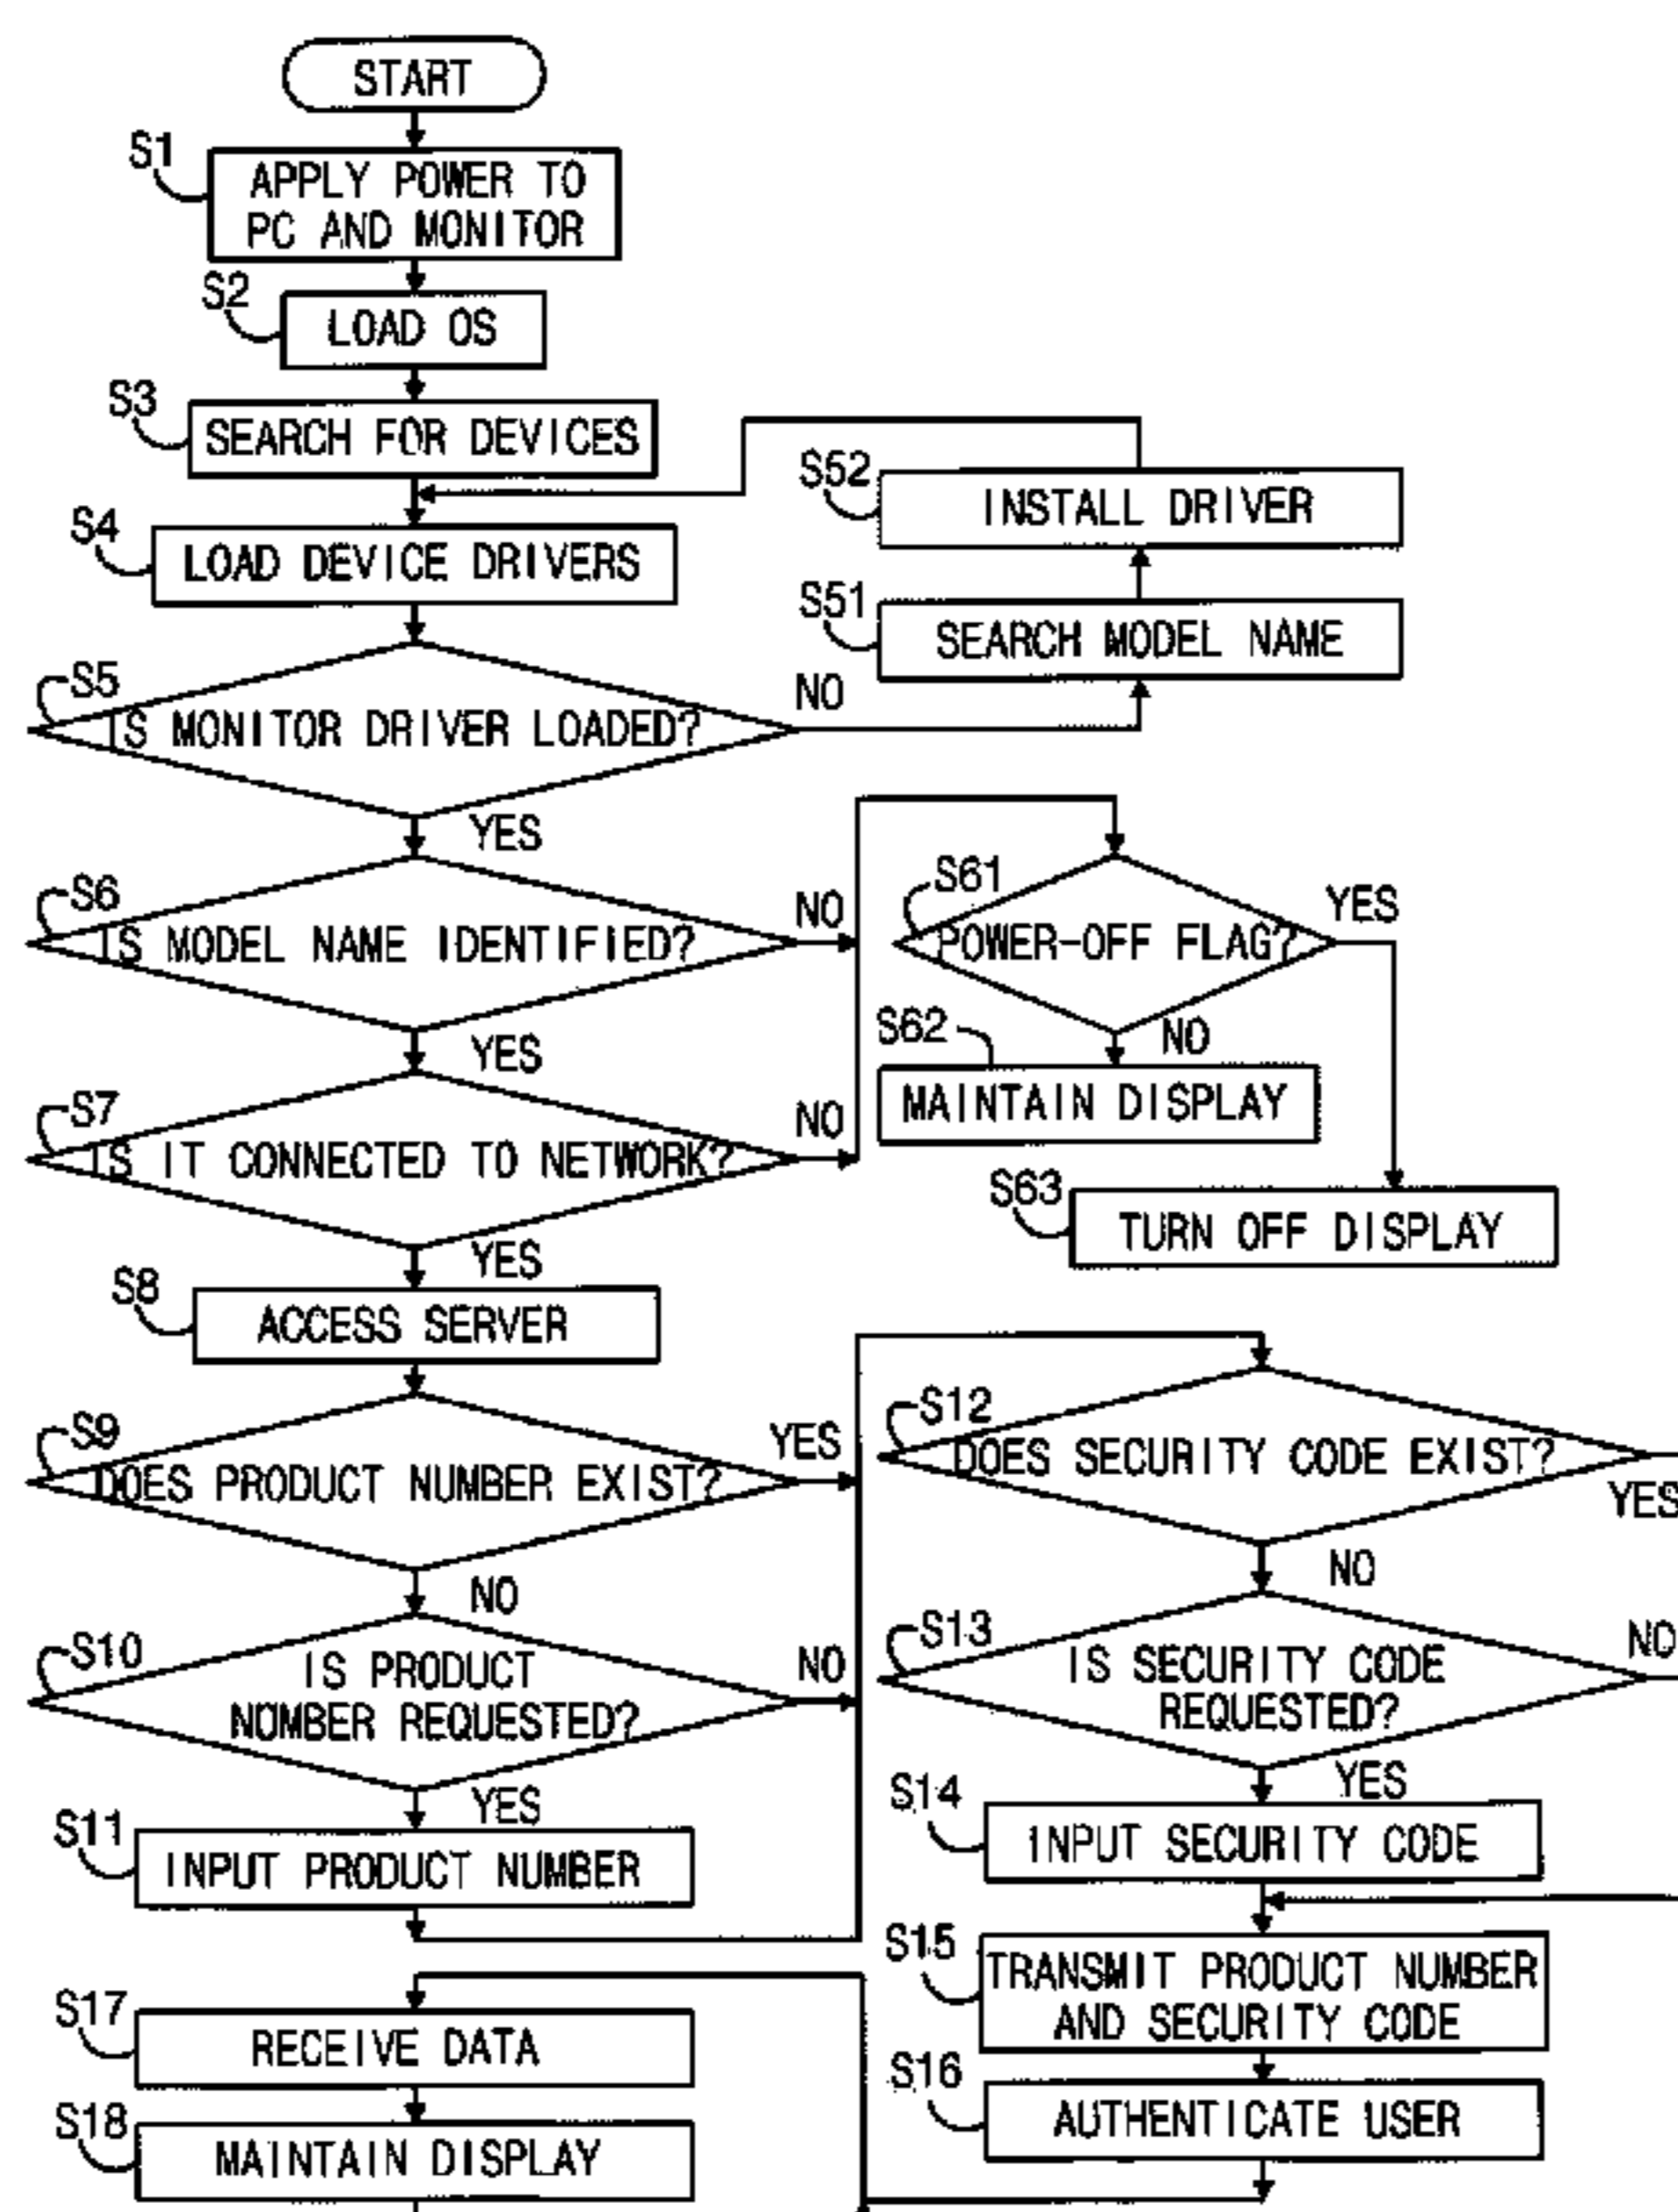 START
S1
APPLY POWER TO
PC AND MONITOR
S2
LOAD OS
S3
SEARCH FOR DEVICES
S52
INSTALL DRIVER
S4
LOAD DEVICE DRIVERS
S51
SEARCH MODEL NAME
S5
IS MONITOR DRIVER LOADED?
NO
YES
S6
IS MODEL NAME IDENTIFIED?
NO
YES
S61
POWER-OFF FLAG?
YES
NO
S62
MAINTAIN DISPLAY
S7
IS IT CONNECTED TO NETWORK?
NO
YES
S63
TURN OFF DISPLAY
S8
ACCESS SERVER
S9
DOES PRODUCT NUMBER EXIST?
YES
NO
S10
IS PRODUCT
NUMBER REQUESTED?
NO
YES
S11
INPUT PRODUCT NUMBER
S12
DOES SECURITY CODE EXIST?
YES
NO
S13
IS SECURITY CODE
REQUESTED?
NO
YES
S14
INPUT SECURITY CODE
S15
TRANSMIT PRODUCT NUMBER
AND SECURITY CODE
S16
AUTHENTICATE USER
S17
RECEIVE DATA
S18
MAINTAIN DISPLAY